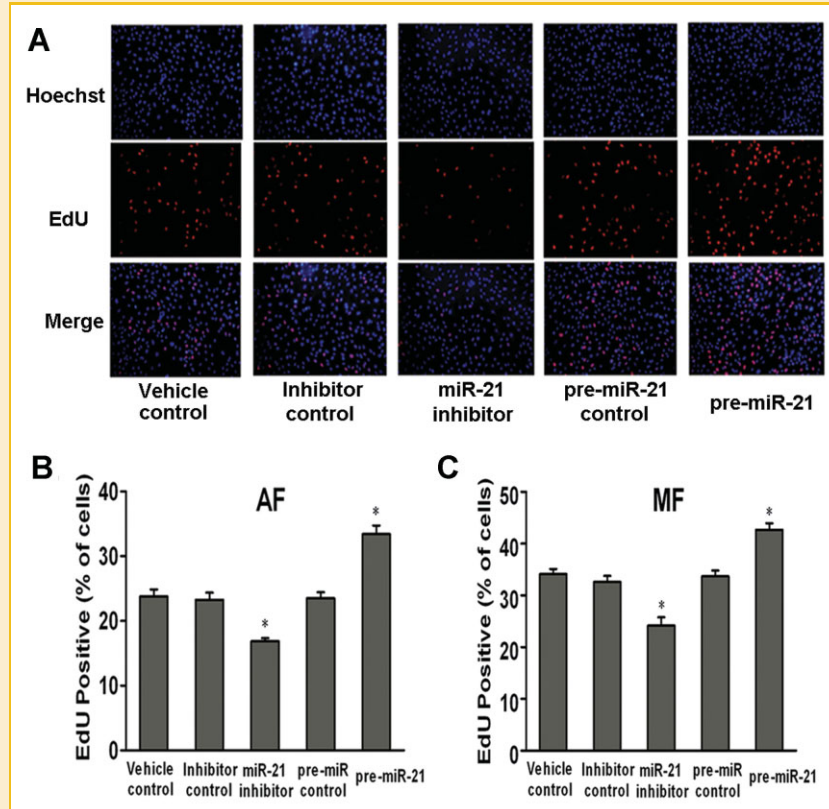 A
Hoechst
EdU
Merge
Vehicle control
Inhibitor control
miR-21 inhibitor
pre-miR-21 control
pre-miR-21
B
AF
EdU Positive (% of cells)
40
30
20
10
0
Vehicle control
Inhibitor control
miR-21 inhibitor
pre-miR control
pre-miR-21
*
*
C
MF
EdU Positive (% of cells)
50
40
30
20
10
0
Vehicle control
Inhibitor control
miR-21 inhibitor
pre-miR control
pre-miR-21
*
*